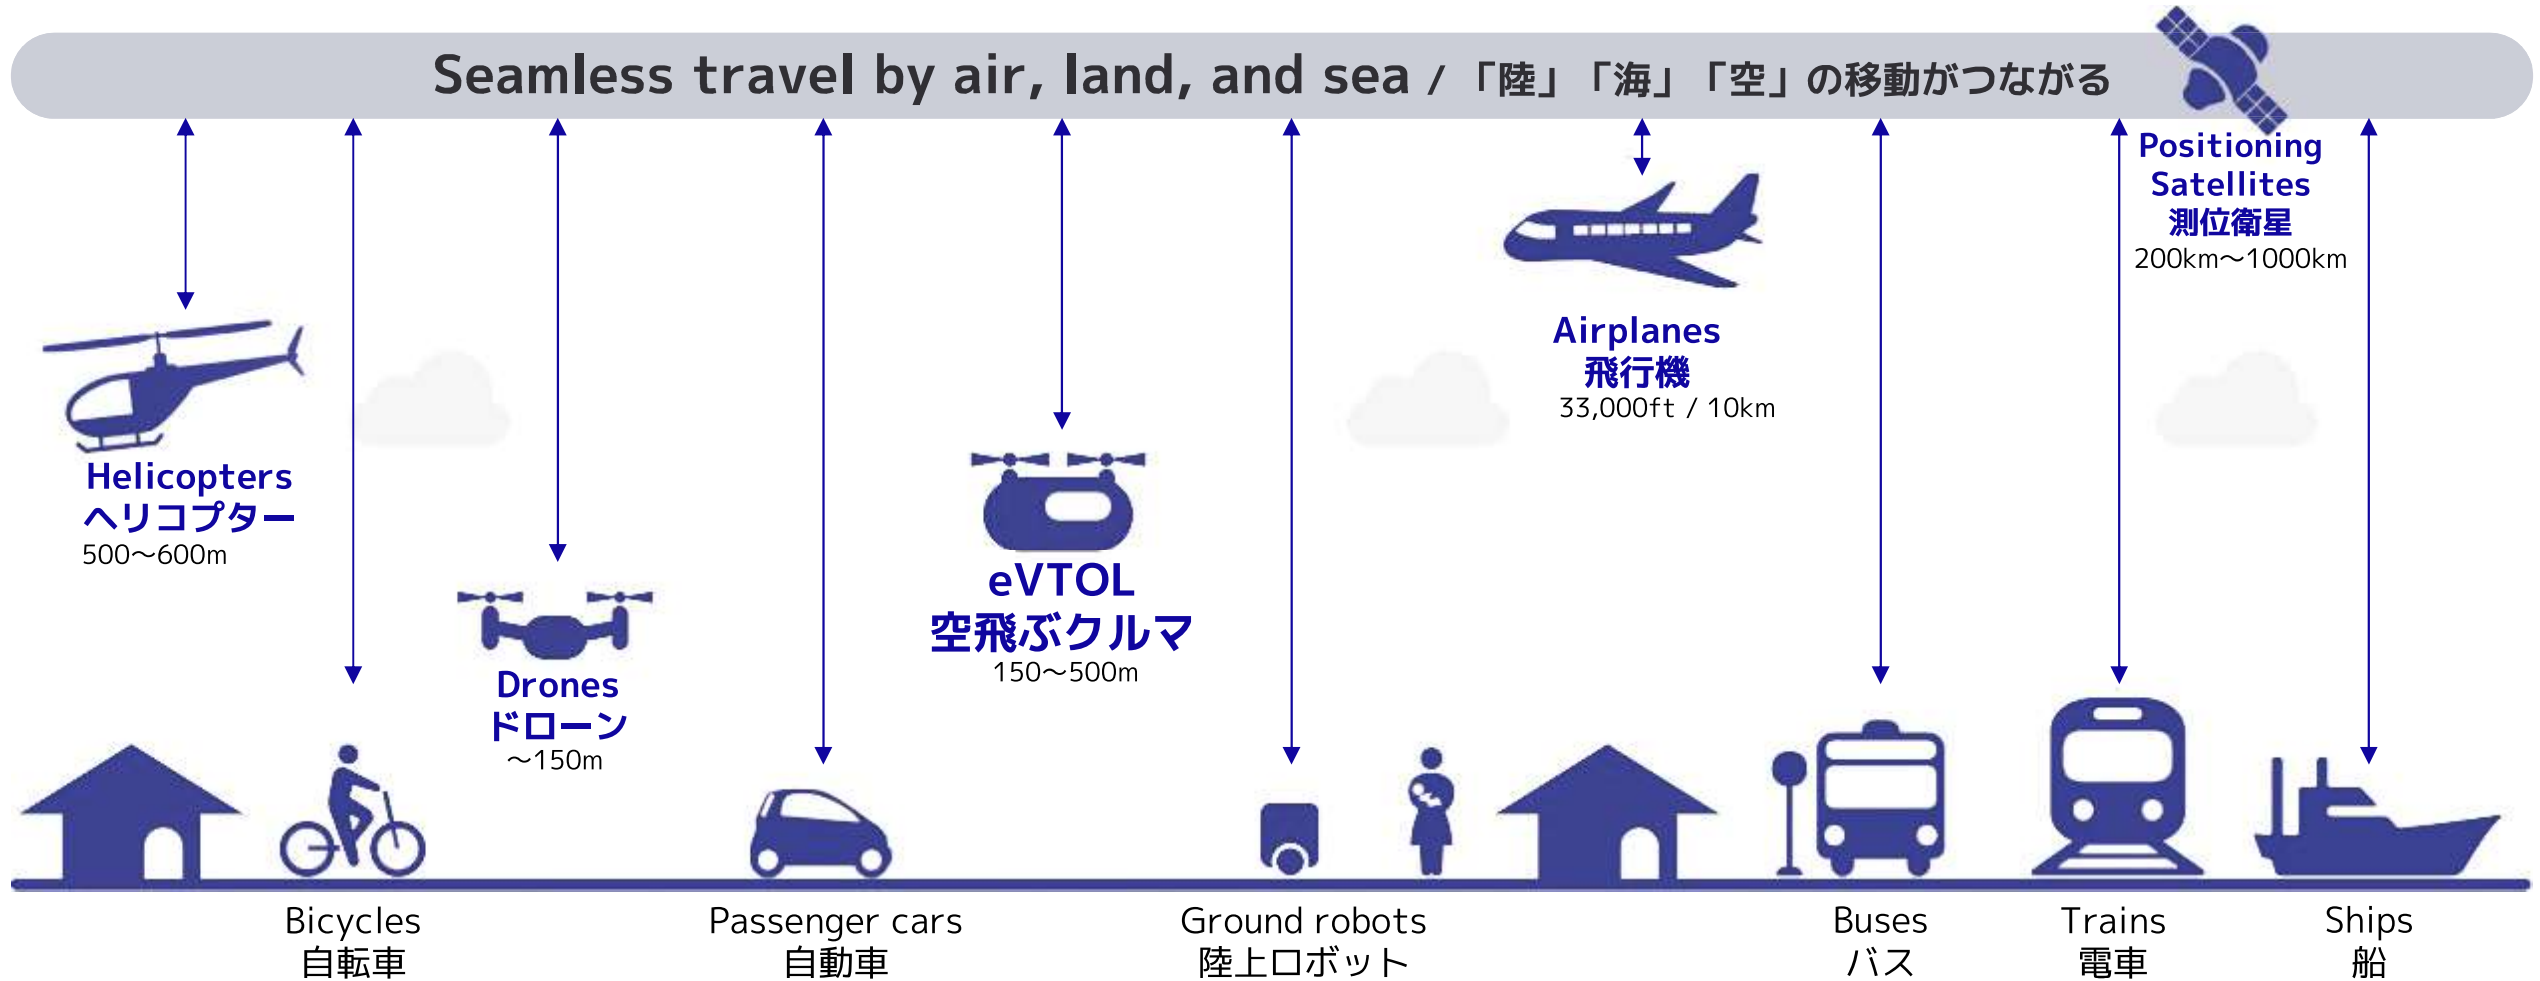 Seamless travel by air, land, and sea / 「陸」「海」「空」の移動がつながる
Positioning
Satellites
測位衛星
200km～1000km
Airplanes
飛行機
33,000ft / 10km
Helicopters
ヘリコプター
500～600m
eVTOL
空飛ぶクルマ
150～500m
Drones
ドローン
～150m
Bicycles
自転車
Passenger cars
自動車
Ground robots
陸上ロボット
Buses
バス
Trains
電車
Ships
船